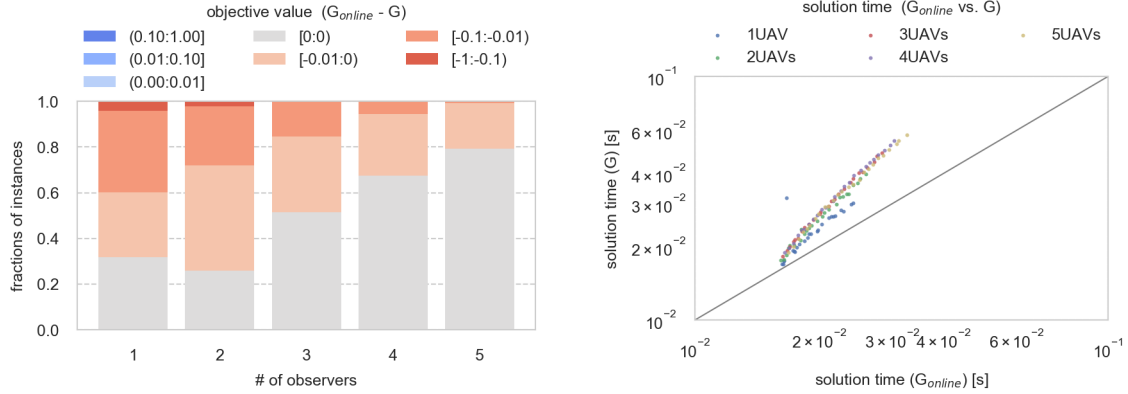 objective value (G_online - G)
(0.10:1.00] [0:0) [-0.1:-0.01)
(0.01:0.10] [-0.01:0) [-1:-0.1)
(0.00:0.01]
1.0
0.8
0.6
0.4
0.2
0.0
fractions of instances
1 2 3 4 5
# of observers
solution time (G_online vs. G)
1UAV 3UAVs 5UAVs
2UAVs 4UAVs
10⁻¹
6 × 10⁻²
4 × 10⁻²
3 × 10⁻²
2 × 10⁻²
10⁻²
solution time (G) [s]
10⁻² 2 × 10⁻² 3 × 10⁻² 4 × 10⁻² 6 × 10⁻² 10⁻¹
solution time (G_online) [s]